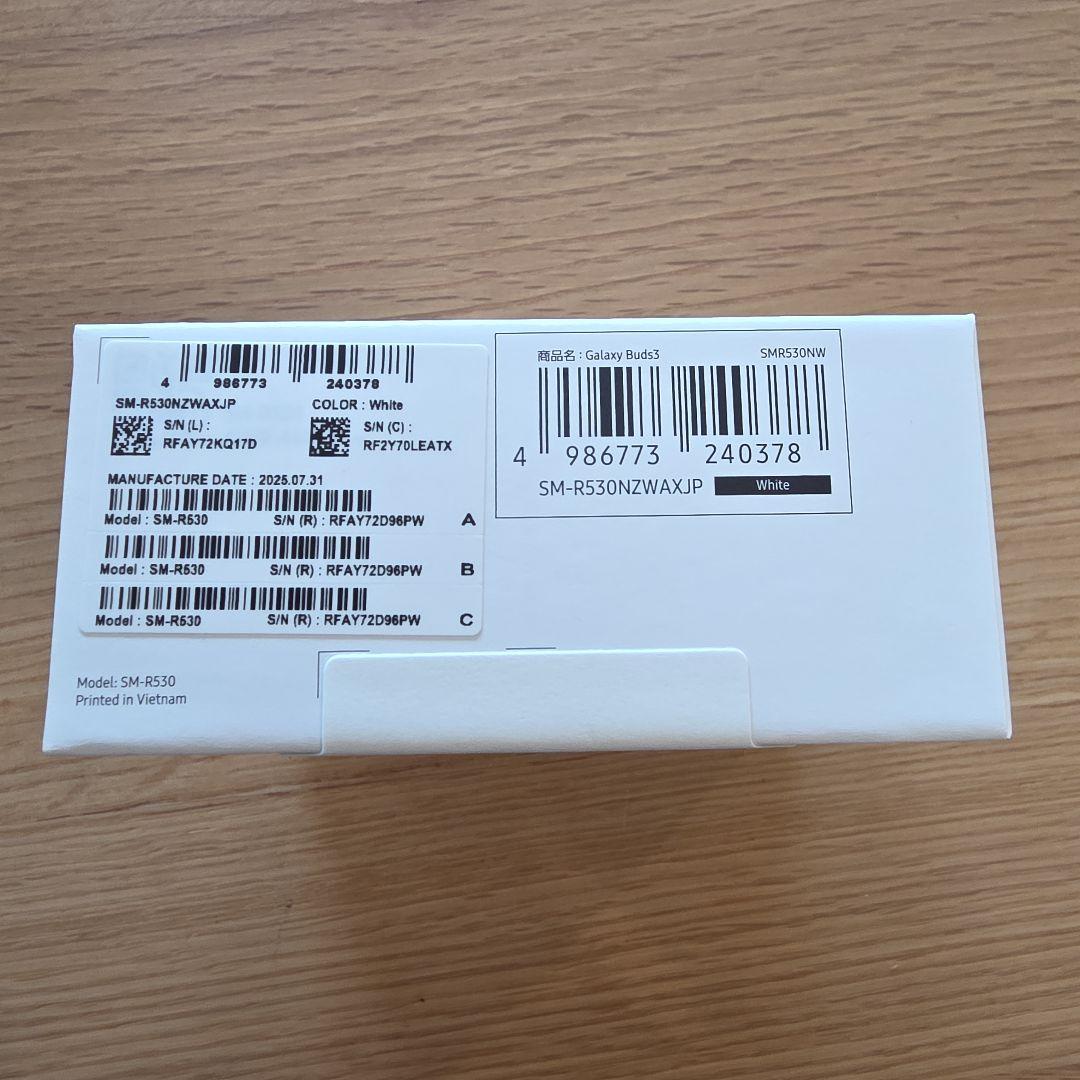 4 986773 240378
SM-R530NZWAXJP COLOR : White
S/N (L) : S/N (C) :
RFAY72KQ17D RF2Y70LEATX
MANUFACTURE DATE : 2025.07.31
Model : SM-R530 S/N (R) : RFAY72D96PW A
Model : SM-R530 S/N (R) : RFAY72D96PW B
Model : SM-R530 S/N (R) : RFAY72D96PW C
商品名 : Galaxy Buds3 SMR530NW
4 986773 240378
SM-R530NZWAXJP White
Model: SM-R530
Printed in Vietnam